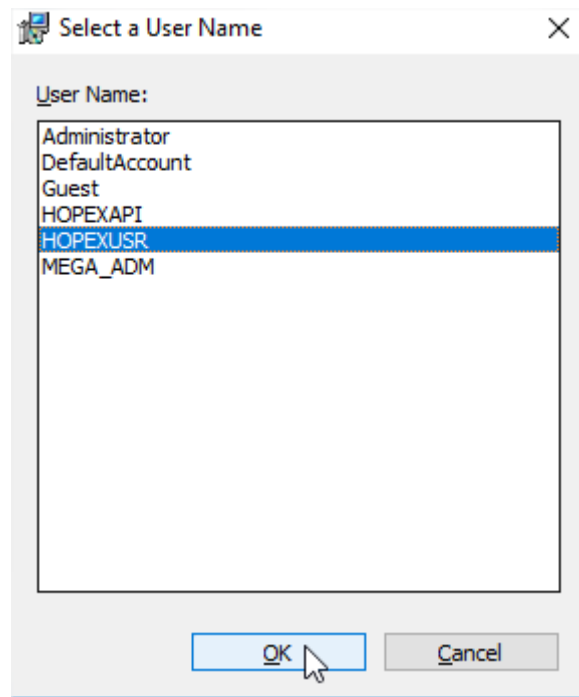 Select a User Name
User Name:
Administrator
DefaultAccount
Guest
HOPEXAPI
HOPEXUSR
MEGA_ADM
OK
Cancel